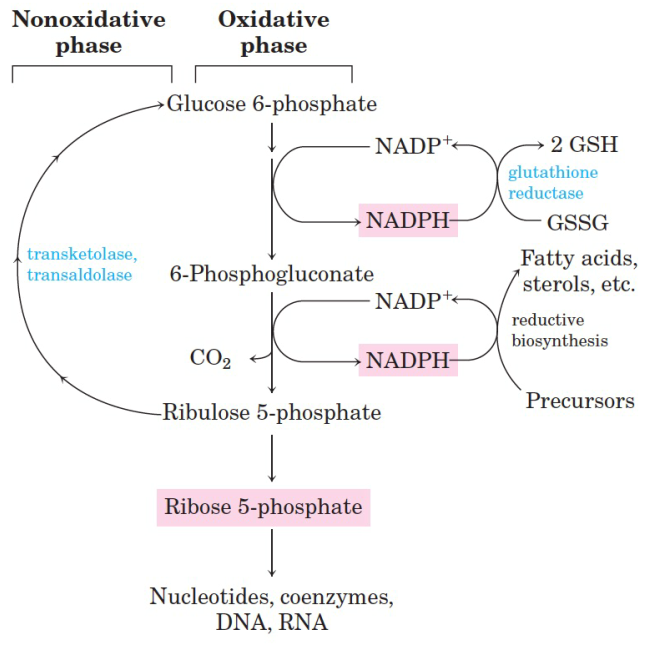 Nonoxidative
phase
Oxidative
phase
Glucose 6-phosphate
NADP+
2 GSH
glutathione
reductase
NADPH
GSSG
transketolase,
transaldolase
6-Phosphogluconate
Fatty acids,
sterols, etc.
NADP+
reductive
biosynthesis
CO2
NADPH
Precursors
Ribulose 5-phosphate
Ribose 5-phosphate
Nucleotides, coenzymes,
DNA, RNA